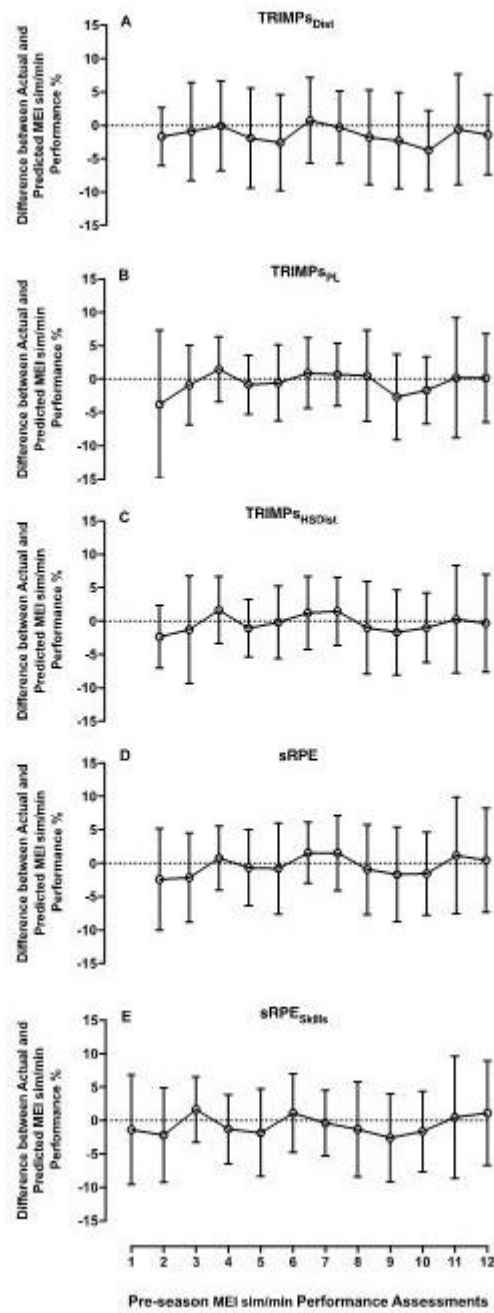 A TRIMPsDist
Difference between Actual and
Predicted MEI sim/min
Performance %
15
10
5
0
-5
-10
-15
B TRIMPsPL
Difference between Actual and
Predicted MEI sim/min
Performance %
15
10
5
0
-5
-10
-15
C TRIMPsHSDist
Difference between Actual and
Predicted MEI sim/min
Performance %
15
10
5
0
-5
-10
-15
D sRPE
Difference between Actual and
Predicted MEI sim/min
Performance %
15
10
5
0
-5
-10
-15
E sRPESkills
Difference between Actual and
Predicted MEI sim/min
Performance %
15
10
5
0
-5
-10
-15
1 2 3 4 5 6 7 8 9 10 11 12
Pre-season MEI sim/min Performance Assessments